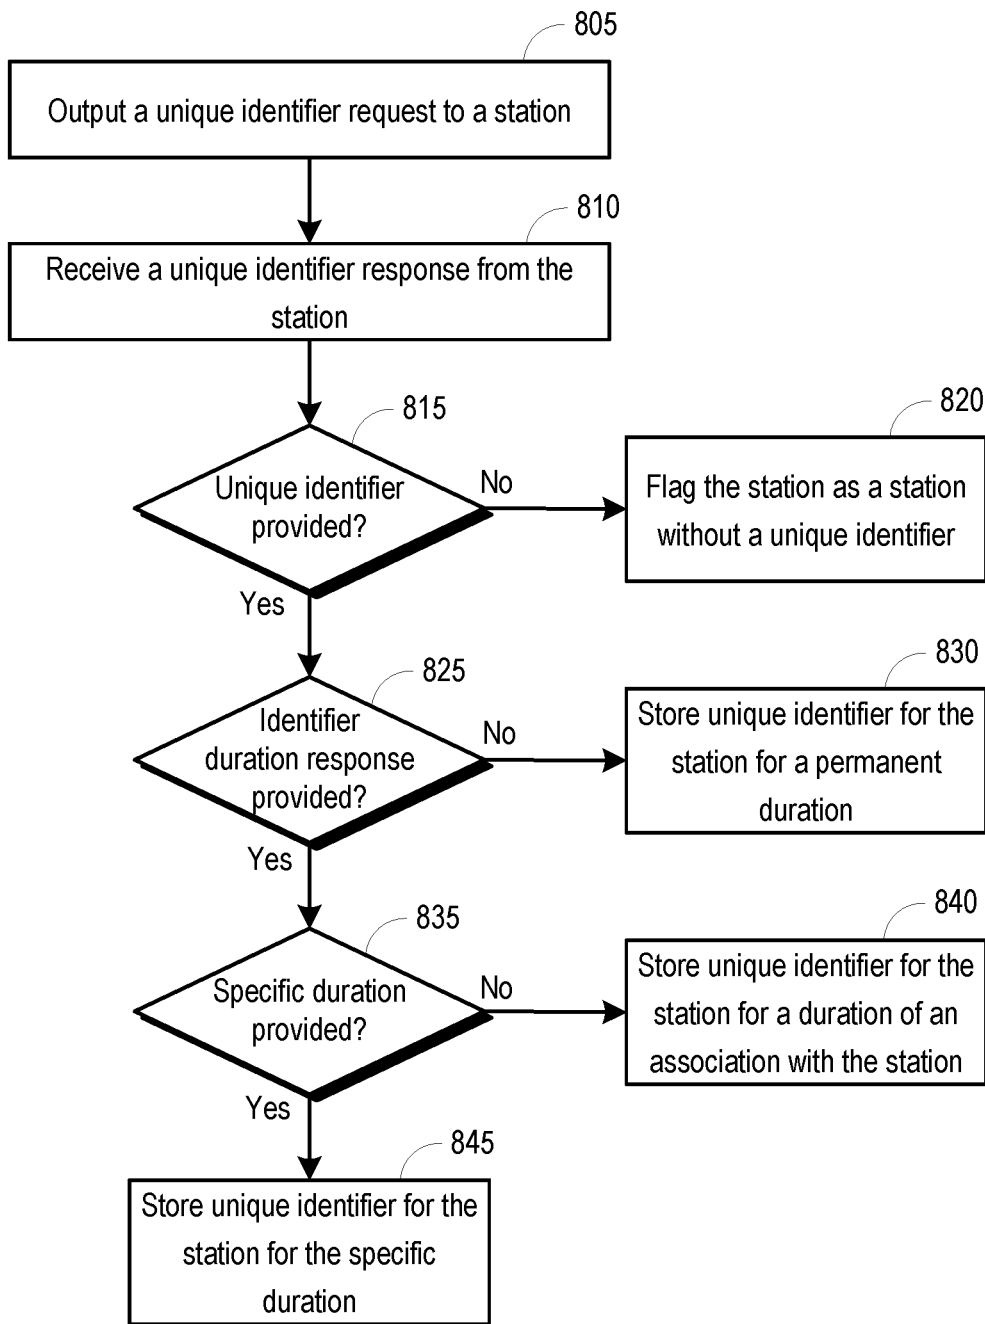 805
Output a unique identifier request to a station
810
Receive a unique identifier response from the
station
815
Unique identifier
provided?
No
820
Flag the station as a station
without a unique identifier
Yes
825
Identifier
duration response
provided?
No
830
Store unique identifier for the
station for a permanent
duration
Yes
835
Specific duration
provided?
No
840
Store unique identifier for the
station for a duration of an
association with the station
Yes
845
Store unique identifier for the
station for the specific
duration